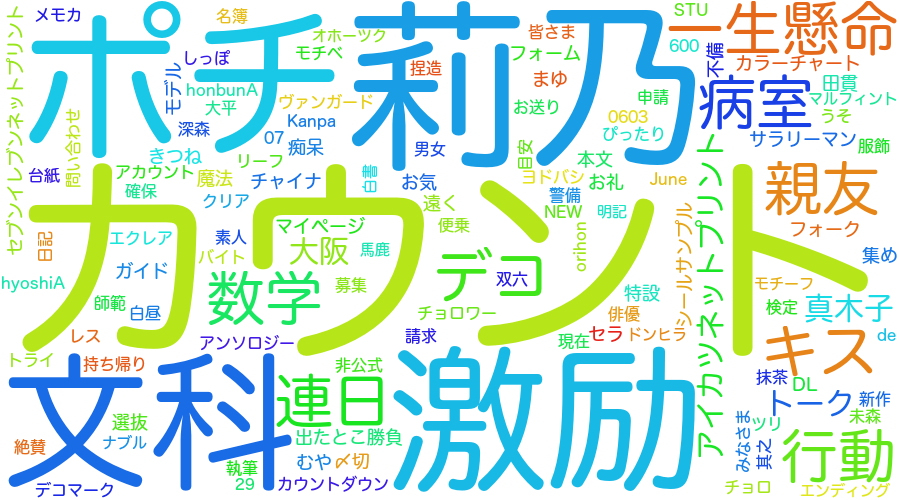 ポチ
莉乃
一生懸命
カウント
文科
激励
病室
親友
キス
行動
連日
数学
デコ
大阪
トーク
真木子
アイカツネットプリント
セブンイレブンネットプリント
メモカ
名簿
オホーツク
モチベ
皆さま
フォーム
まゆ
捏造
STU
600
不備
カラーチャート
田貫
マルフィント
うそ
サラリーマン
服飾
しっぽ
モデル
honbunA
大平
ヴァンガード
Kanpa
深森
07
痴呆
男女
お送り
申請
0603
ぴったり
目安
本文
問い合わせ
きつね
リーフ
台紙
アカウント
確保
魔法
チャイナ
白書
お気
ヨドバシ
お礼
June
警備
NEW
明記
クリア
マイページ
遠く
便乗
フォーク
日記
エクレア
素人
バイト
馬鹿
orihon
シールサンプル
集め
hyoshiA
ガイド
師範
白昼
募集
双六
特設
モチーフ
チョロワー
俳優
検定
レス
アンソロジー
請求
現在
セラ
ドンヒラ
de
トライ
持ち帰り
非公式
抹茶
DL
新作
選抜
出たとこ勝負
未森
絶賛
ナブル
執筆
むや
〆切
みなさま
ツリ
其之
29
デコマーク
カウントダウン
チョロ
エンディング